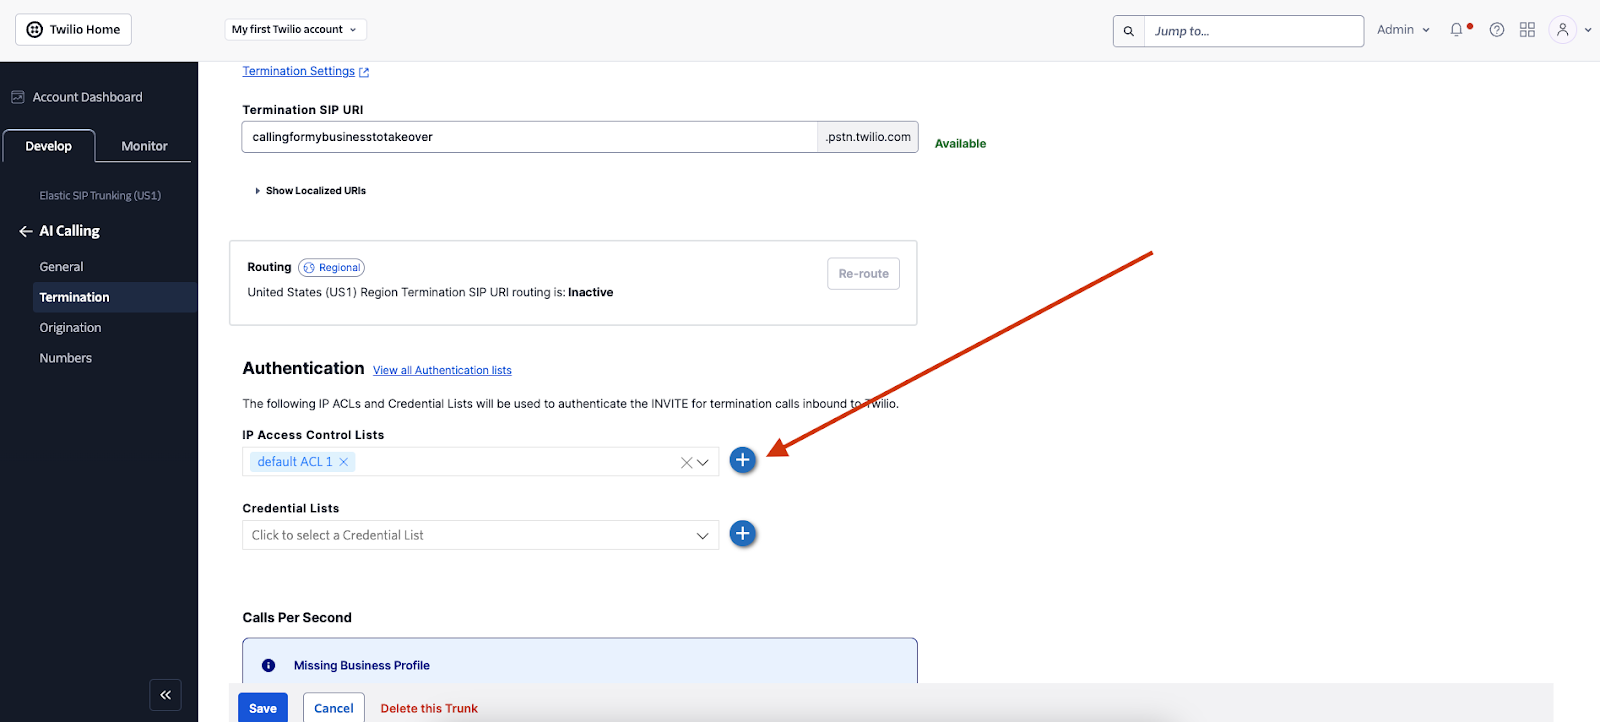 Twilio Home
My first Twilio account
Jump to...
Admin
Account Dashboard
Develop
Monitor
Elastic SIP Trunking (US1)
AI Calling
General
Termination
Origination
Numbers
Termination Settings
Termination SIP URI
callingformybusinesstotakeover
.pstn.twilio.com
Available
Show Localized URIs
Routing
Regional
United States (US1) Region Termination SIP URI routing is: Inactive
Re-route
Authentication
View all Authentication lists
The following IP ACLs and Credential Lists will be used to authenticate the INVITE for termination calls inbound to Twilio.
IP Access Control Lists
default ACL 1
Credential Lists
Click to select a Credential List
Calls Per Second
Missing Business Profile
Save
Cancel
Delete this Trunk